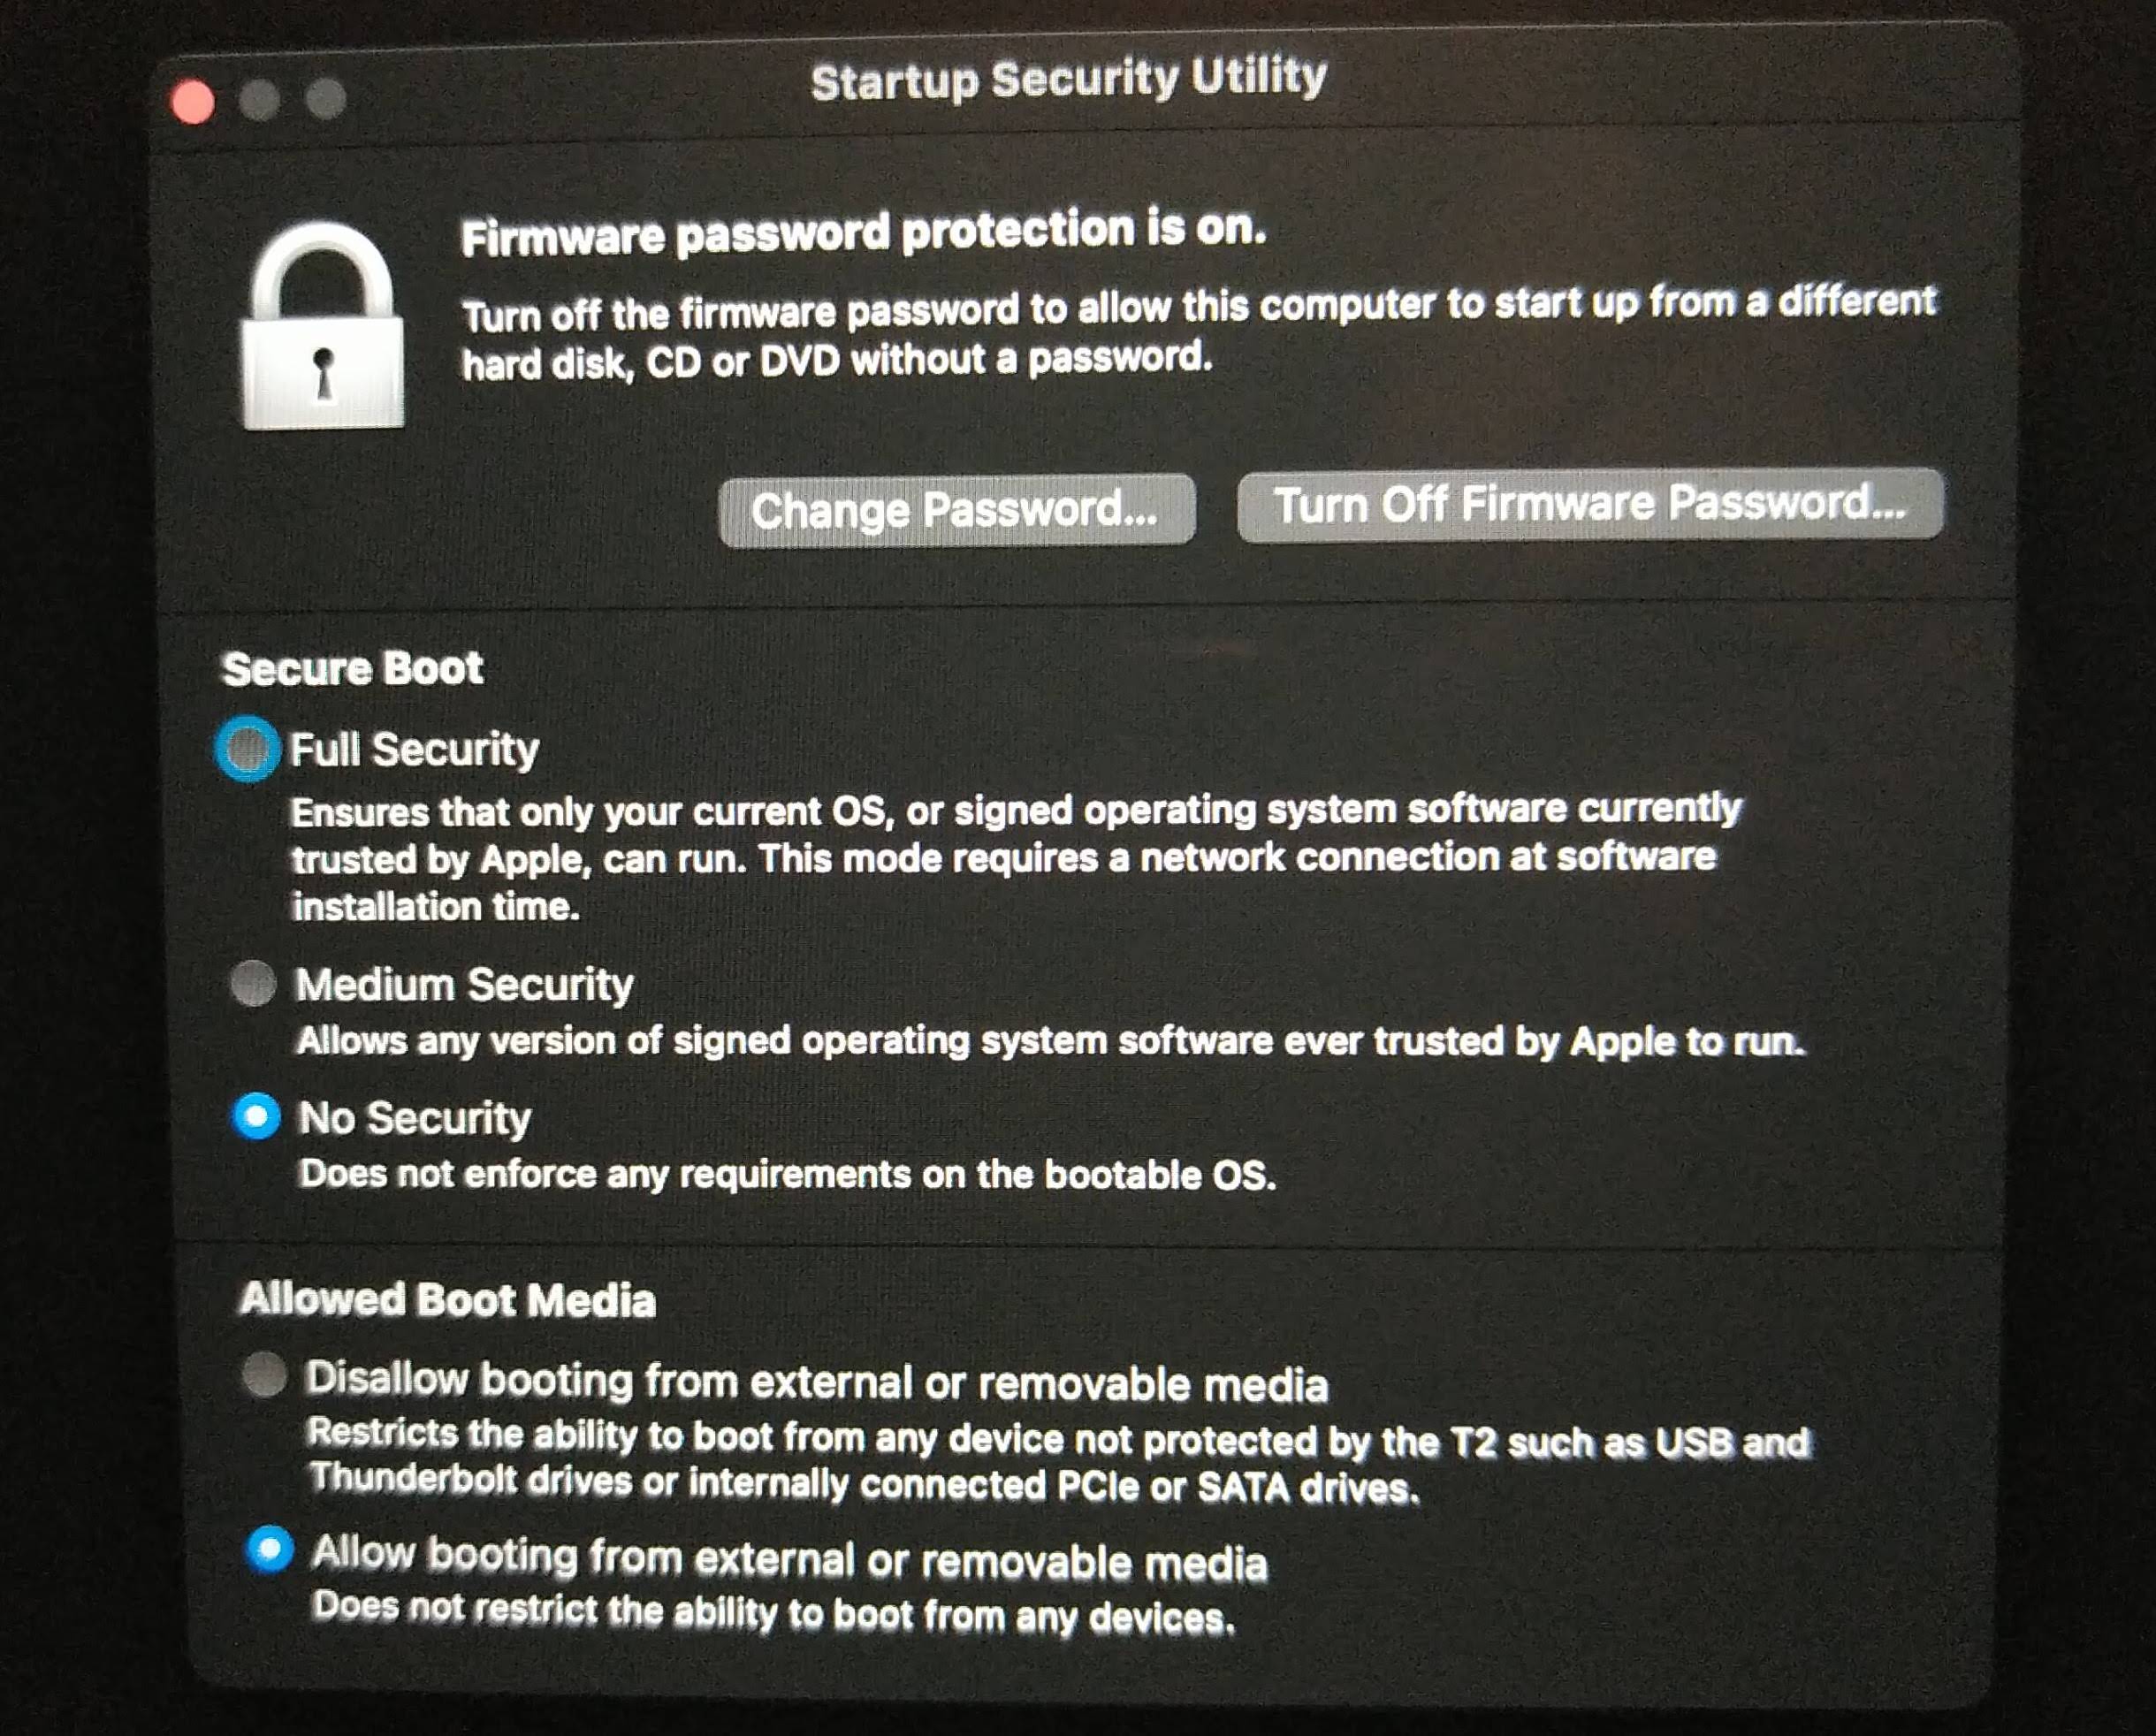 Startup Security Utility
Firmware password protection is on.
Turn off the firmware password to allow this computer to start up from a different
hard disk, CD or DVD without a password.
Change Password...
Turn Off Firmware Password...
Secure Boot
Full Security
Ensures that only your current OS, or signed operating system software currently
trusted by Apple, can run. This mode requires a network connection at software
installation time.
Medium Security
Allows any version of signed operating system software ever trusted by Apple to run.
No Security
Does not enforce any requirements on the bootable OS.
Allowed Boot Media
Disallow booting from external or removable media
Restricts the ability to boot from any device not protected by the T2 such as USB and
Thunderbolt drives or internally connected PCIe or SATA drives.
Allow booting from external or removable media
Does not restrict the ability to boot from any devices.